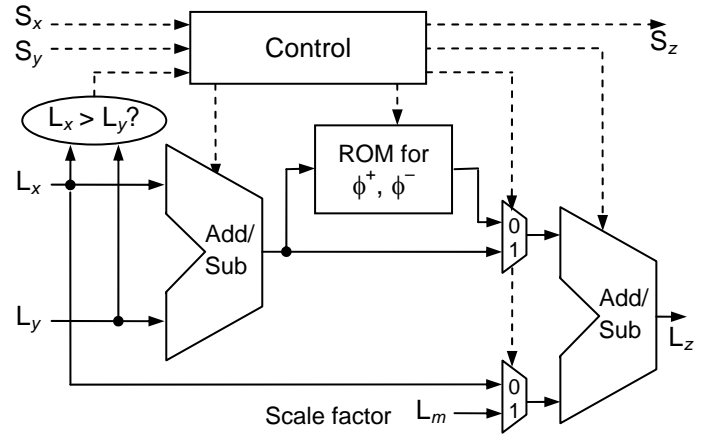 Sx
Control
Sz
Sy
Lx > Ly?
ROM for
ϕ+, ϕ−
Lx
Add/
Sub
0
1
Ly
Add/
Sub
Lz
0
1
Scale factor
Lm